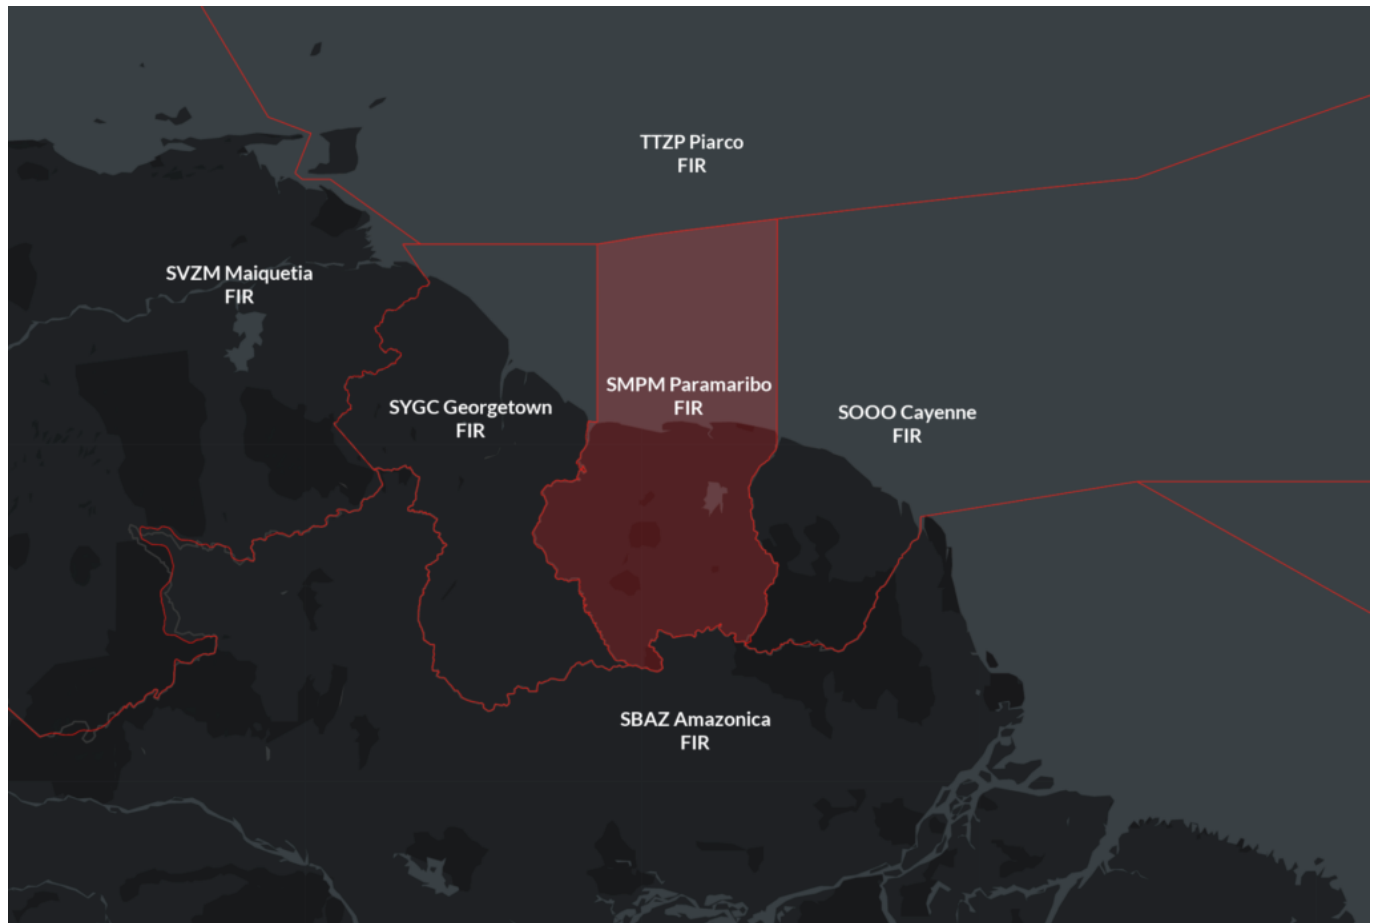 TTZP Piarco
FIR
SVZM Maiquetia
FIR
SMPM Paramaribo
FIR
SYGC Georgetown
FIR
SOOO Cayenne
FIR
SBAZ Amazonica
FIR